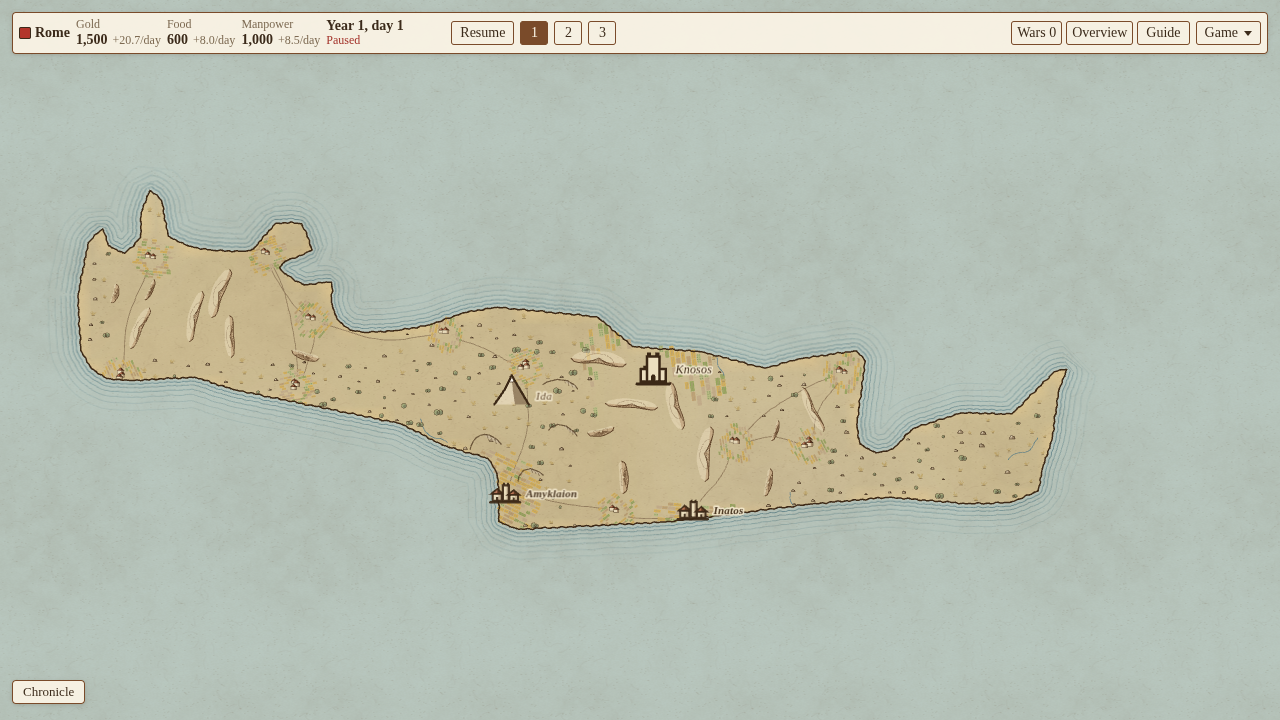 Rome
Gold
1,500 +20.7/day
Food
600 +8.0/day
Manpower
1,000 +8.5/day
Year 1, day 1
Paused
Resume
1
2
3
Wars 0
Overview
Guide
Game
Knosos
Ida
Amyklaion
Inatos
Chronicle